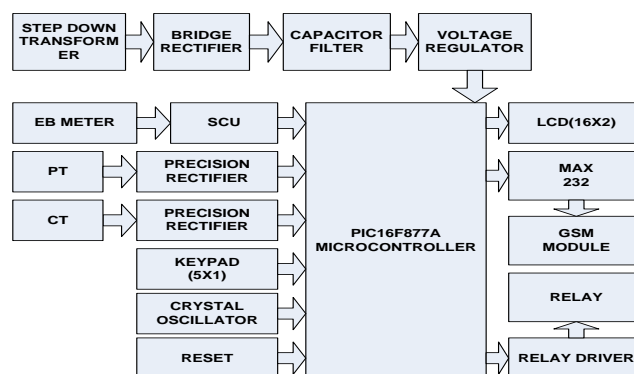 STEP DOWN
TRANSFORM
ER
BRIDGE
RECTIFIER
CAPACITOR
FILTER
VOLTAGE
REGULATOR
EB METER
SCU
LCD(16X2)
PT
PRECISION
RECTIFIER
MAX
232
CT
PRECISION
RECTIFIER
PIC16F877A
MICROCONTROLLER
GSM
MODULE
KEYPAD
(5X1)
RELAY
CRYSTAL
OSCILLATOR
RESET
RELAY DRIVER